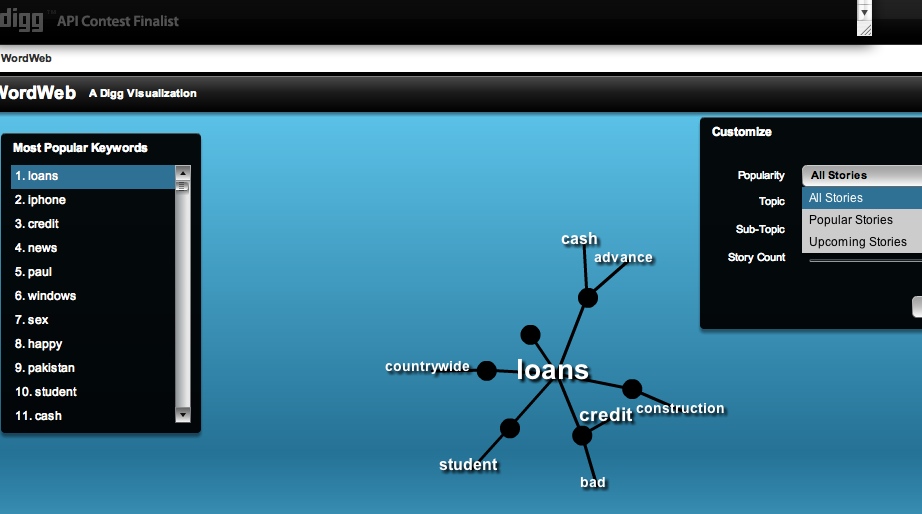 digg™ API Contest Finalist
WordWeb
WordWeb A Digg Visualization
Most Popular Keywords
1. loans
2. iphone
3. credit
4. news
5. paul
6. windows
7. sex
8. happy
9. pakistan
10. student
11. cash
cash
advance
countrywide
loans
credit
construction
student
bad
Customize
Popularity
All Stories
All Stories
Popular Stories
Upcoming Stories
Topic
Sub-Topic
Story Count